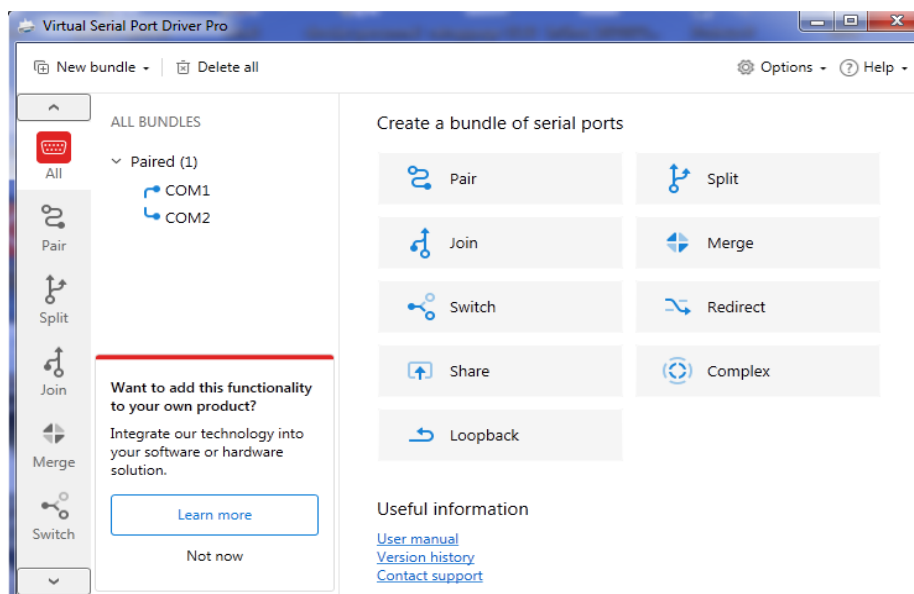 Virtual Serial Port Driver Pro
New bundle
Delete all
Options
Help
All
Pair
Split
Join
Merge
Switch
ALL BUNDLES
Paired (1)
COM1
COM2
Want to add this functionality
to your own product?
Integrate our technology into
your software or hardware
solution.
Learn more
Not now
Create a bundle of serial ports
Pair
Split
Join
Merge
Switch
Redirect
Share
Complex
Loopback
Useful information
User manual
Version history
Contact support